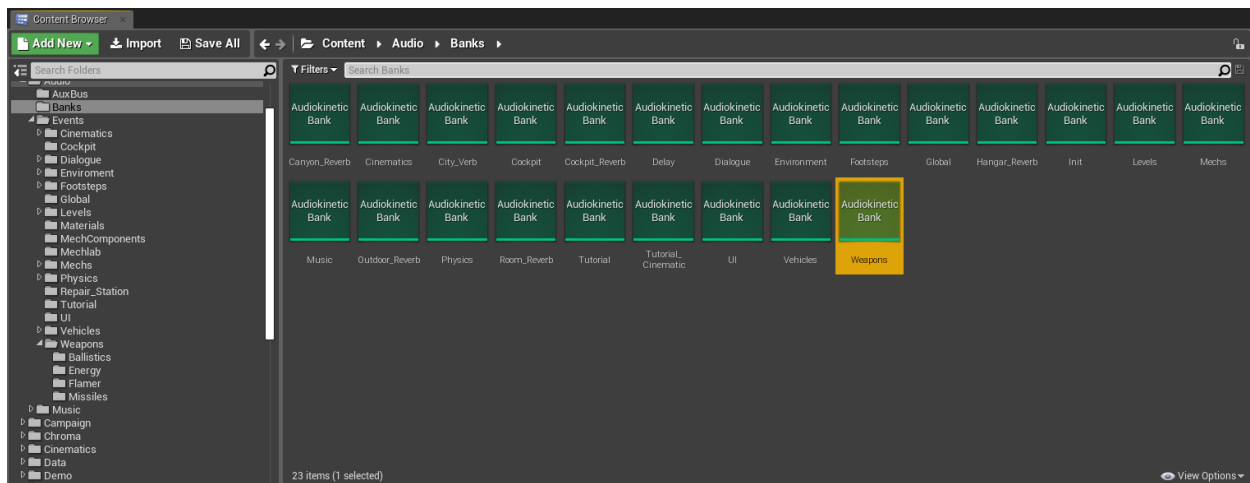 Content Browser
Add New Import Save All Content Audio Banks
Search Folders
Filters Search Banks
Audio
AuxBus
Banks
Events
Cinematics
Cockpit
Dialogue
Enviroment
Footsteps
Global
Levels
Materials
MechComponents
Mechlab
Mechs
Physics
Repair_Station
Tutorial
UI
Vehicles
Weapons
Ballistics
Energy
Flamer
Missiles
Music
Campaign
Chroma
Cinematics
Data
Demo
Audiokinetic Audiokinetic Audiokinetic Audiokinetic Audiokinetic Audiokinetic Audiokinetic Audiokinetic Audiokinetic Audiokinetic Audiokinetic Audiokinetic Audiokinetic Audiokinetic
Bank Bank Bank Bank Bank Bank Bank Bank Bank Bank Bank Bank Bank Bank
Canyon_Reverb Cinematics City_Verb Cockpit Cockpit_Reverb Delay Dialogue Environment Footsteps Global Hangar_Reverb Init Levels Mechs
Audiokinetic Audiokinetic Audiokinetic Audiokinetic Audiokinetic Audiokinetic Audiokinetic Audiokinetic Audiokinetic
Bank Bank Bank Bank Bank Bank Bank Bank Bank
Music Outdoor_Reverb Physics Room_Reverb Tutorial Tutorial_ UI Vehicles Weapons
Cinematic
23 items (1 selected) View Options